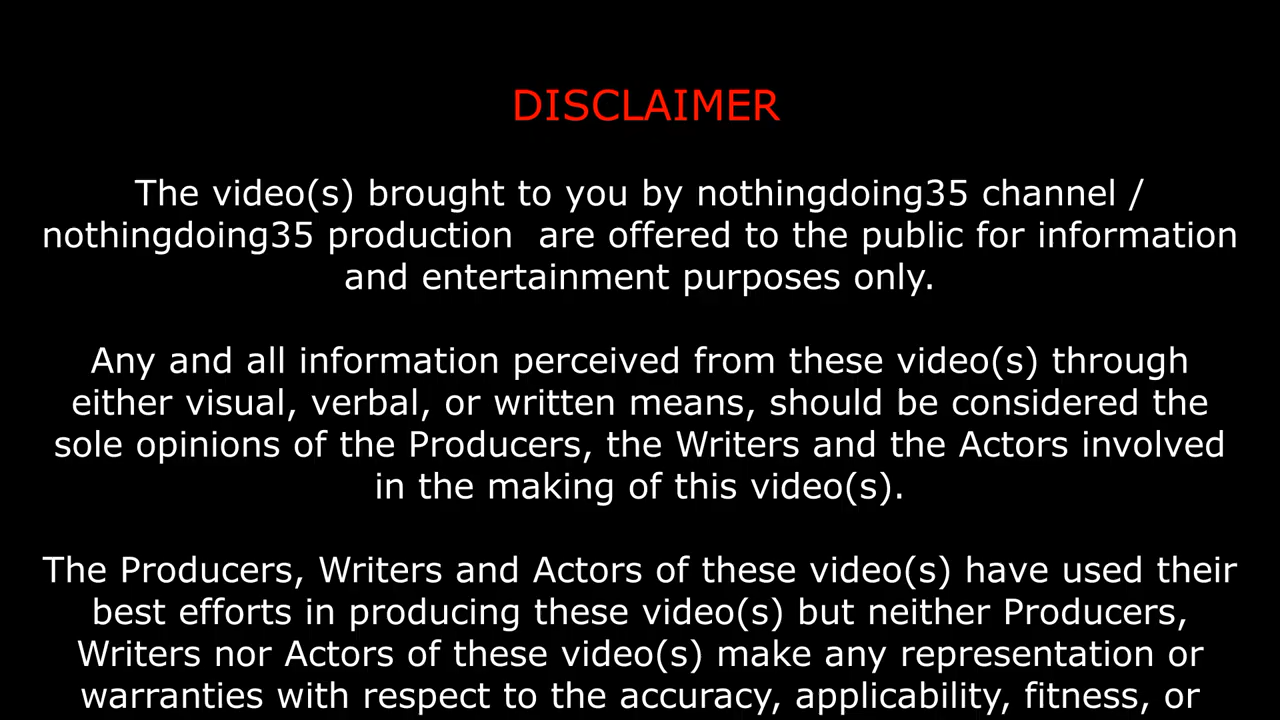 DISCLAIMER
The video(s) brought to you by nothingdoing35 channel /
nothingdoing35 production  are offered to the public for information
and entertainment purposes only.
Any and all information perceived from these video(s) through
either visual, verbal, or written means, should be considered the
sole opinions of the Producers, the Writers and the Actors involved
in the making of this video(s).
The Producers, Writers and Actors of these video(s) have used their
best efforts in producing these video(s) but neither Producers,
Writers nor Actors of these video(s) make any representation or
warranties with respect to the accuracy, applicability, fitness, or